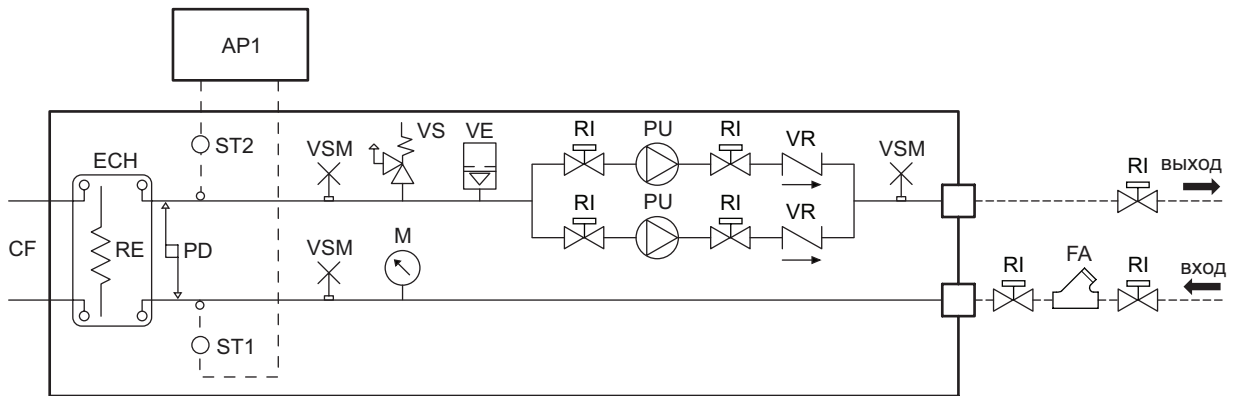 AP1
ST2
ECH
VSM
VS
VE
RI
PU
RI
VR
VSM
RI
выход
RI
PU
RI
VR
CF
RE
PD
VSM
M
RI
FA
RI
вход
ST1